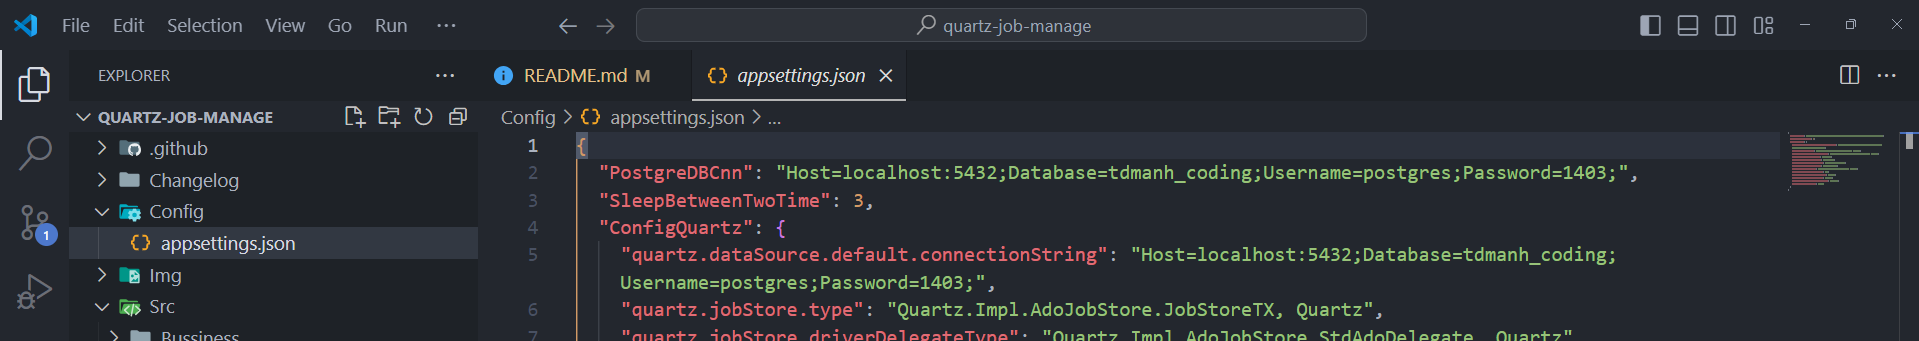 File Edit Selection View Go Run ... quartz-job-manage
EXPLORER ... README.md M appsettings.json
QUARTZ-JOB-MANAGE Config > appsettings.json > ...
.github
Changelog
Config
appsettings.json
Img
Src
Bussiness
1
1 {
2 "PostgreDBCnn": "Host=localhost:5432;Database=tdmanh_coding;Username=postgres;Password=1403;",
3 "SleepBetweenTwoTime": 3,
4 "ConfigQuartz": {
5 "quartz.dataSource.default.connectionString": "Host=localhost:5432;Database=tdmanh_coding;
Username=postgres;Password=1403;",
6 "quartz.jobStore.type": "Quartz.Impl.AdoJobStore.JobStoreTX, Quartz",
7 "quartz.jobStore.driverDelegateType": "Quartz.Impl.AdoJobStore.StdAdoDelegate, Quartz"